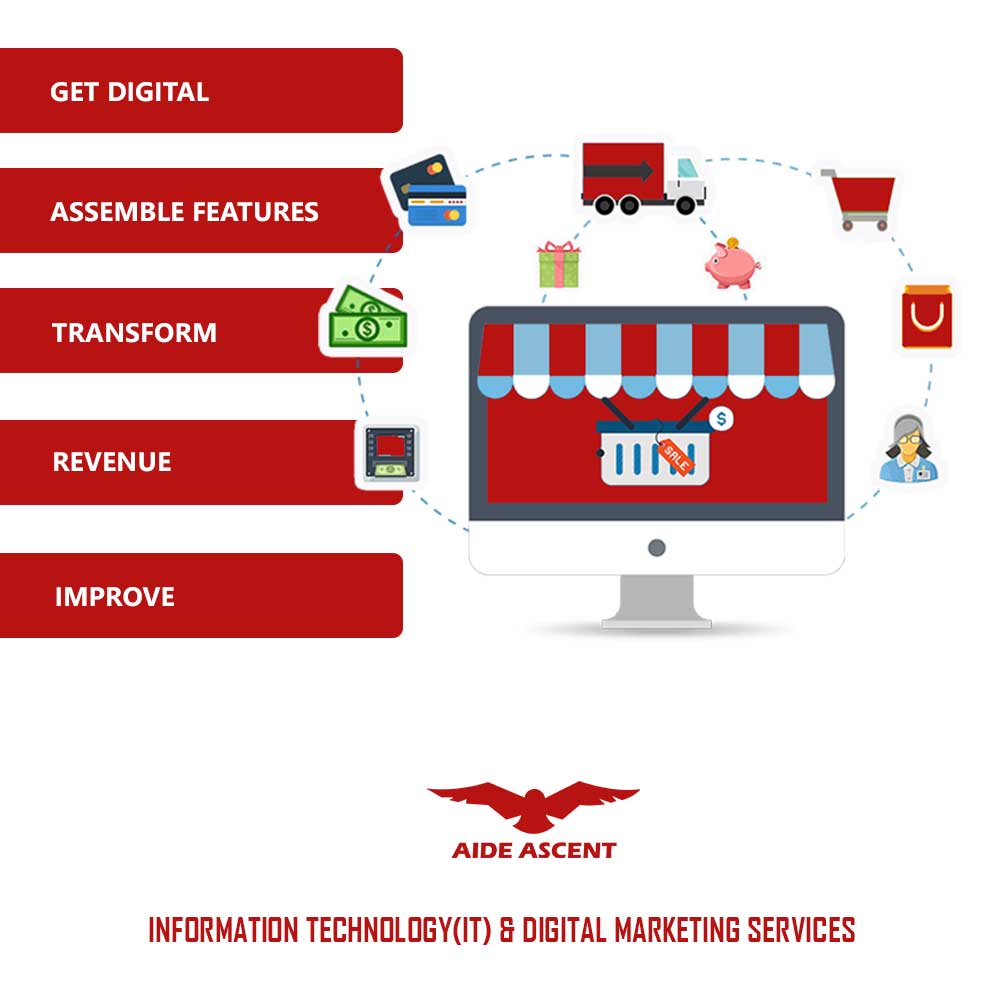 GET DIGITAL
ASSEMBLE FEATURES
TRANSFORM
REVENUE
IMPROVE
$
$
SALE
AIDE ASCENT
INFORMATION TECHNOLOGY(IT) & DIGITAL MARKETING SERVICES